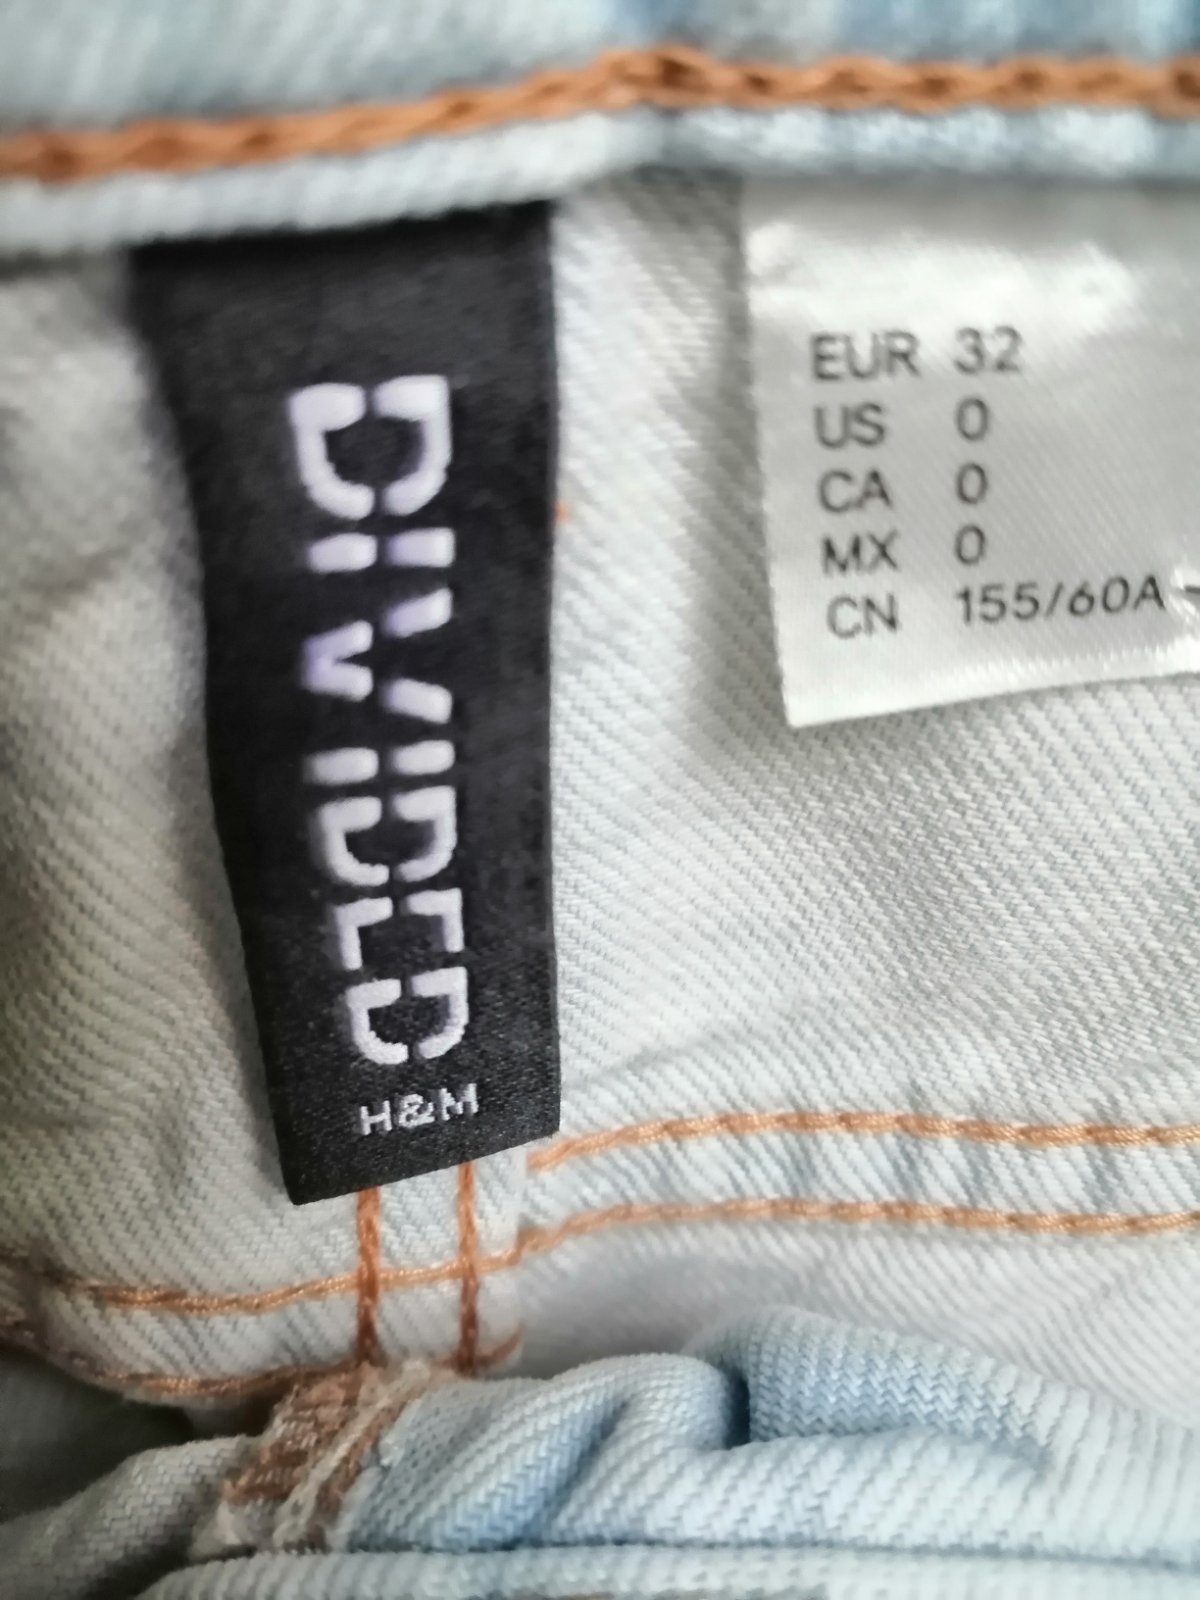 DIVIDED
H&M
EUR 32
US 0
CA 0
MX 0
CN 155/60A